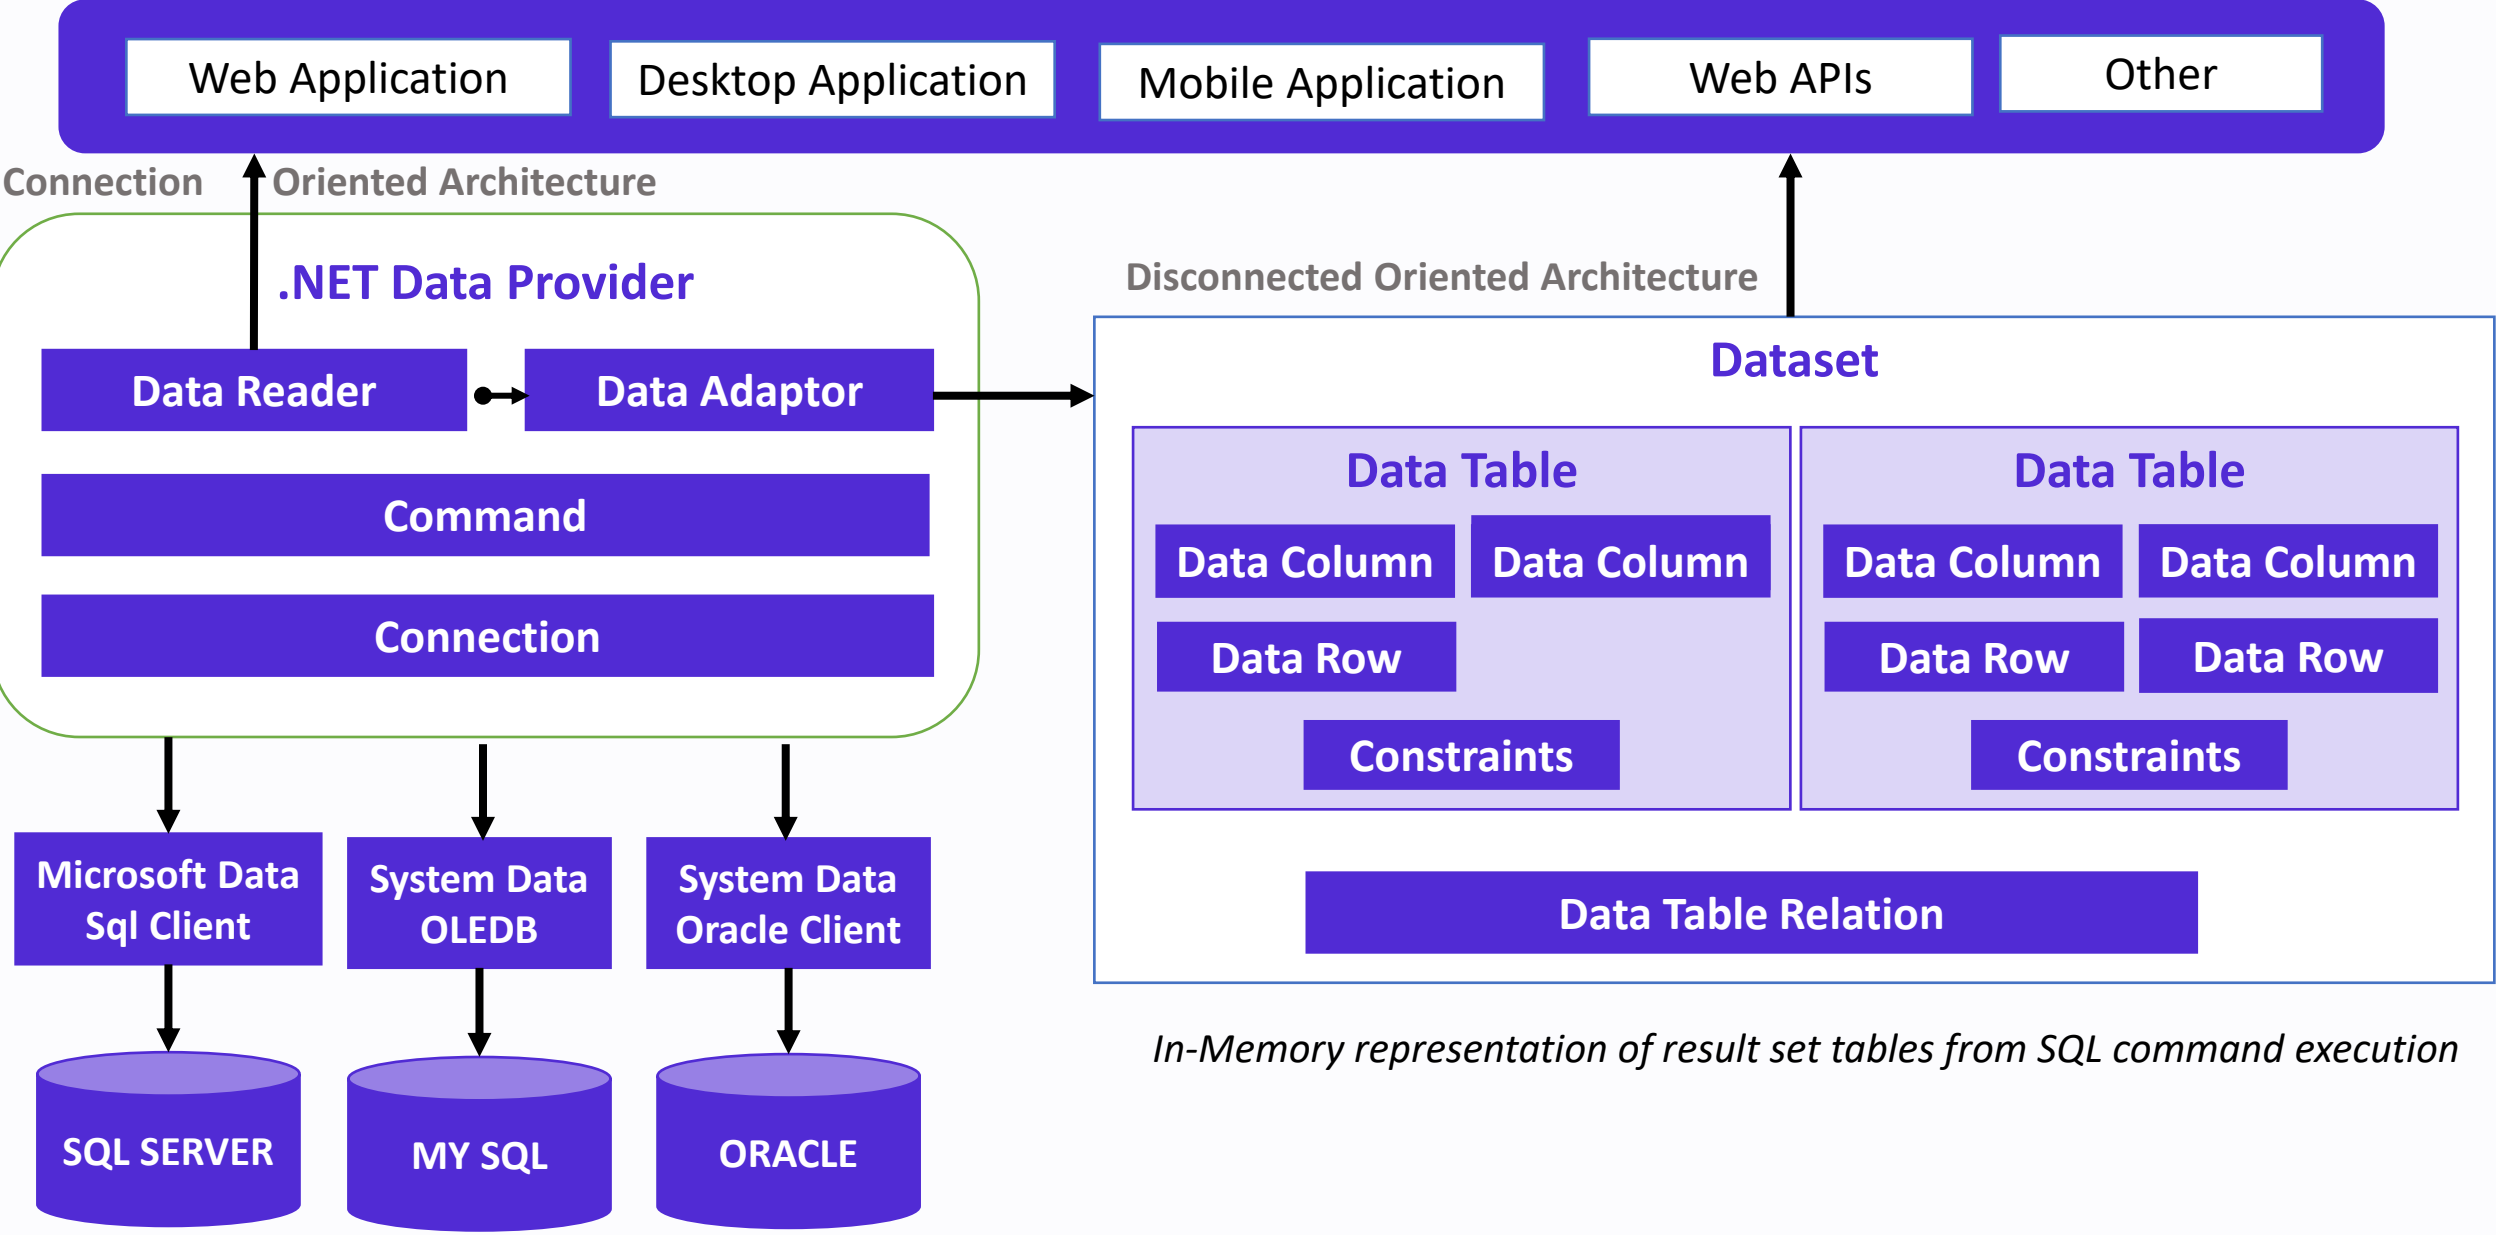 Web Application
Desktop Application
Mobile Application
Web APIs
Other
Connection Oriented Architecture
.NET Data Provider
Data Reader
Data Adaptor
Command
Connection
Microsoft Data
Sql Client
System Data
OLEDB
System Data
Oracle Client
SQL SERVER
MY SQL
ORACLE
Disconnected Oriented Architecture
Dataset
Data Table
Data Column
Data Column
Data Row
Constraints
Data Table
Data Column
Data Column
Data Row
Data Row
Constraints
Data Table Relation
In-Memory representation of result set tables from SQL command execution